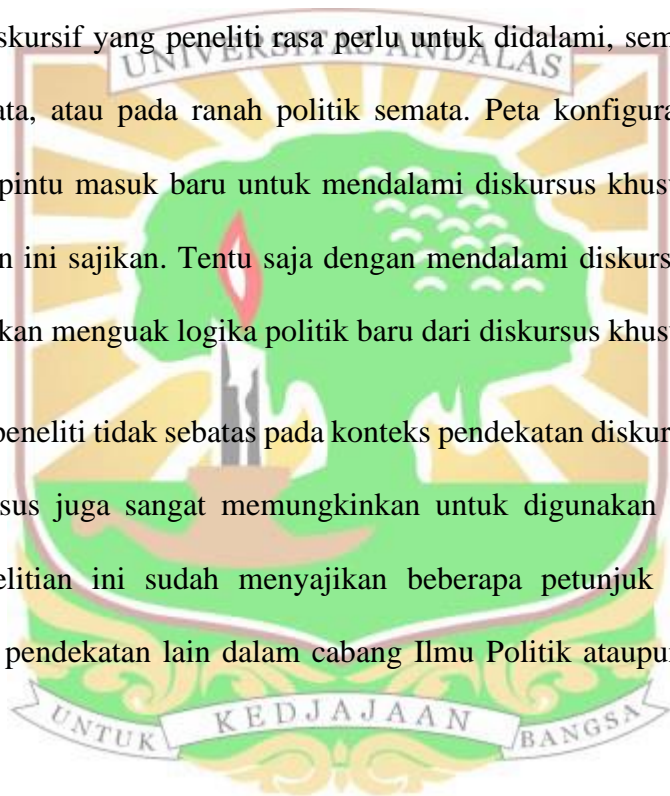 skursif yang peneliti rasa perlu untuk didalami, sem
UNIVERSITAS ANDALAS
ata, atau pada ranah politik semata. Peta konfigura
pintu masuk baru untuk mendalami diskursus khus
n ini sajikan. Tentu saja dengan mendalami diskurs
kan menguak logika politik baru dari diskursus khus
peneliti tidak sebatas pada konteks pendekatan diskur
sus juga sangat memungkinkan untuk digunakan
elitian ini sudah menyajikan beberapa petunjuk
pendekatan lain dalam cabang Ilmu Politik ataupun
UNTUK KEDJAJAAN BANGSA